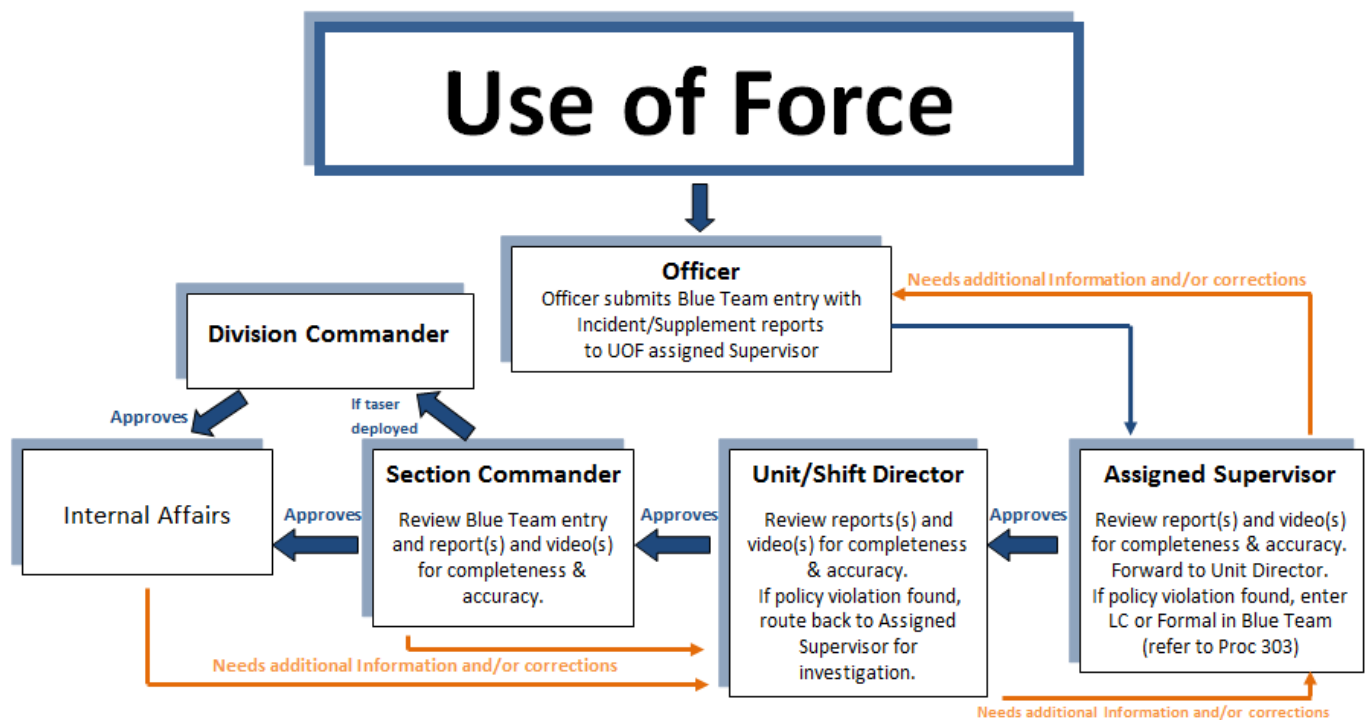 Use of Force
Officer
Officer submits Blue Team entry with
Incident/Supplement reports
to UOF assigned Supervisor
Needs additional Information and/or corrections
Division Commander
Approves
If taser
deployed
Internal Affairs
Approves
Section Commander
Review Blue Team entry
and report(s) and video(s)
for completeness &
accuracy.
Approves
Unit/Shift Director
Review reports(s) and
video(s) for completeness
& accuracy.
If policy violation found,
route back to Assigned
Supervisor for
investigation.
Approves
Assigned Supervisor
Review report(s) and video(s)
for completeness & accuracy.
Forward to Unit Director.
If policy violation found, enter
LC or Formal in Blue Team
(refer to Proc 303)
Needs additional Information and/or corrections
Needs additional Information and/or corrections